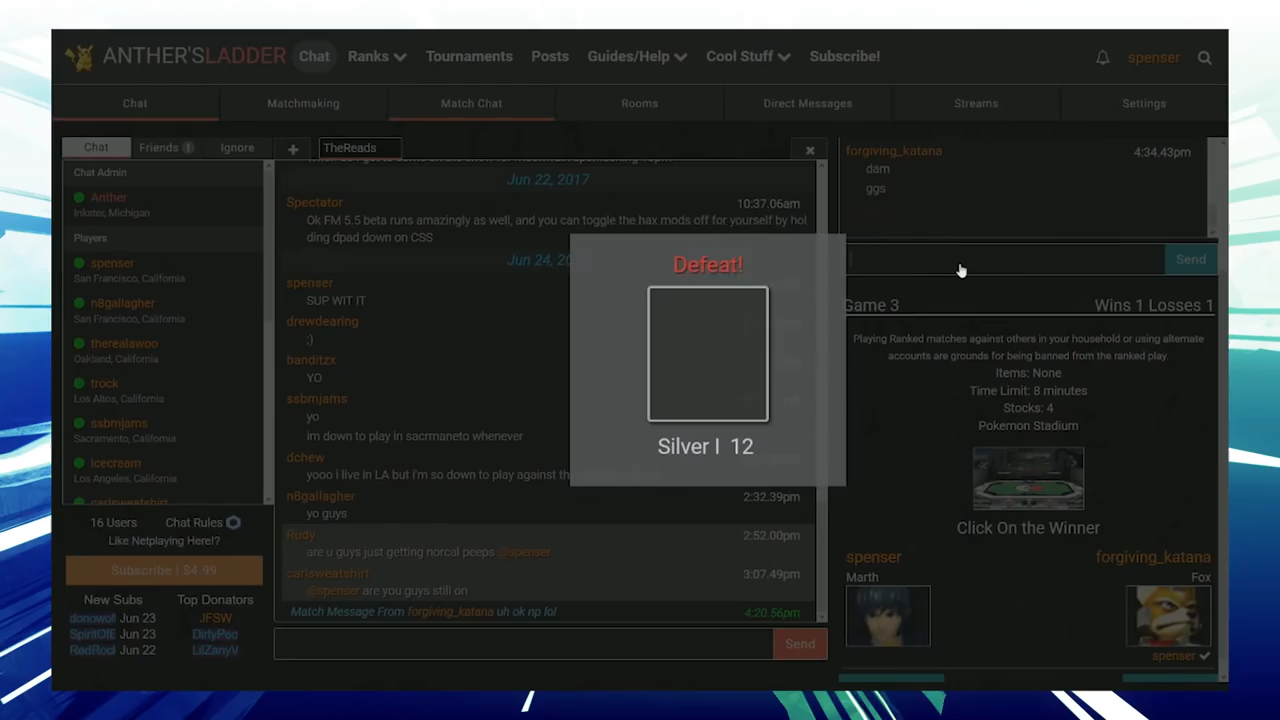 ANTHER'SLADDER Chat Ranks Tournaments Posts Guides/Help Cool Stuff Subscribe! spenser
Chat Matchmaking Match Chat Rooms Direct Messages Streams Settings
Chat Friends Ignore + TheReads
Chat Admin
Anther
Inkster, Michigan
Players
spenser
San Francisco, California
n8gallagher
San Francisco, California
therealawoo
Oakland, California
trock
Los Altos, California
ssbmjams
Sacramento, California
icecream
Los Angeles, California
carlsweatshirt
16 Users Chat Rules
Like Netplaying Here!?
Subscribe | $4.99
New Subs Top Donators
donowoll Jun 23 JFSW
SpiritOfE Jun 23 DirtyPec
RedRocl Jun 22 LilZanyV
Jun 22, 2017
Spectator 10:37.06am
Ok FM 5.5 beta runs amazingly as well, and you can toggle the hax mods off for yourself by hol
ding dpad down on CSS
Jun 24, 20
spenser
SUP WIT IT
drewdearing
;)
banditzx
YO
ssbmjams
yo
im down to play in sacrmaneto whenever
dchew
yooo i live in LA but i'm so down to play against th
n8gallagher 2:32.39pm
yo guys
Rudy 2:52.00pm
are u guys just getting norcal peeps @spenser
carlsweatshirt 3:07.49pm
@spenser are you guys still on
Match Message From forgiving_katana uh ok np lol 4:20.56pm
Send
Defeat!
Silver I 12
forgiving_katana 4:34.43pm
dam
ggs
Send
Game 3 Wins 1 Losses 1
Playing Ranked matches against others in your household or using alternate
accounts are grounds for being banned from the ranked play.
Items: None
Time Limit: 8 minutes
Stocks: 4
Pokemon Stadium
Click On the Winner
spenser forgiving_katana
Marth Fox
spenser